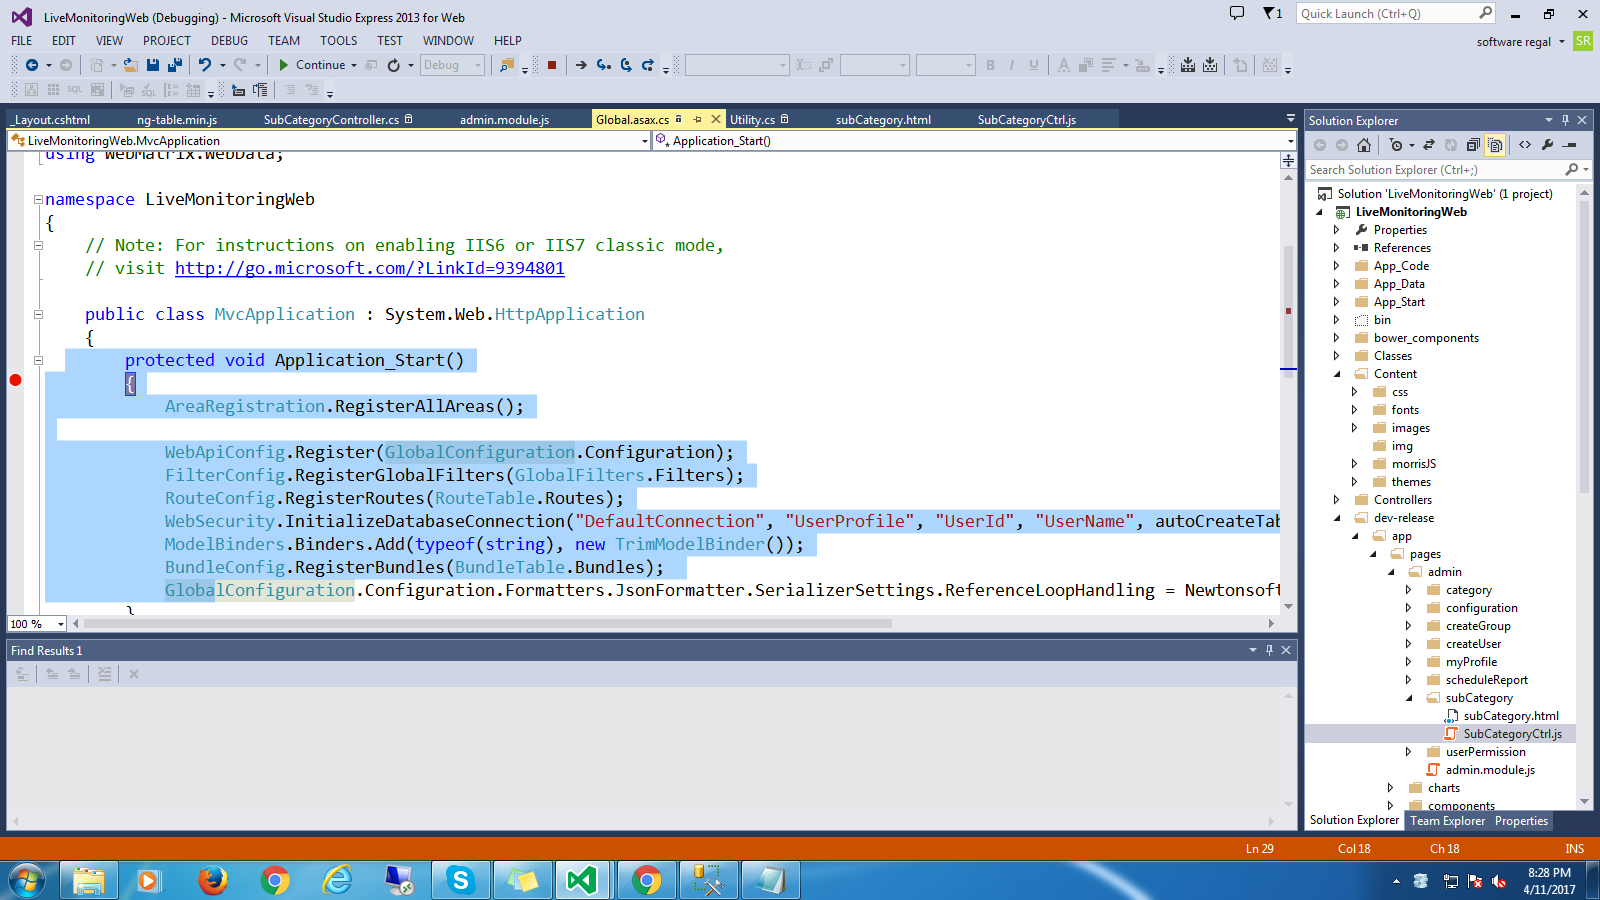 LiveMonitoringWeb (Debugging) - Microsoft Visual Studio Express 2013 for Web
1
Quick Launch (Ctrl+Q)
FILE EDIT VIEW PROJECT DEBUG TEAM TOOLS TEST WINDOW HELP
software regal SR
Continue Debug
B I U A
SQL SQL
_Layout.cshtml ng-table.min.js SubCategoryController.cs admin.module.js Global.asax.cs Utility.cs subCategory.html SubCategoryCtrl.js
LiveMonitoringWeb.MvcApplication Application_Start()
using WebMatrix.WebData;
namespace LiveMonitoringWeb
{
// Note: For instructions on enabling IIS6 or IIS7 classic mode,
// visit http://go.microsoft.com/?LinkId=9394801
public class MvcApplication : System.Web.HttpApplication
{
protected void Application_Start()
{
AreaRegistration.RegisterAllAreas();
WebApiConfig.Register(GlobalConfiguration.Configuration);
FilterConfig.RegisterGlobalFilters(GlobalFilters.Filters);
RouteConfig.RegisterRoutes(RouteTable.Routes);
WebSecurity.InitializeDatabaseConnection("DefaultConnection", "UserProfile", "UserId", "UserName", autoCreateTab
ModelBinders.Binders.Add(typeof(string), new TrimModelBinder());
BundleConfig.RegisterBundles(BundleTable.Bundles);
GlobalConfiguration.Configuration.Formatters.JsonFormatter.SerializerSettings.ReferenceLoopHandling = Newtonsoft
}
100 %
Find Results 1
Solution Explorer
Search Solution Explorer (Ctrl+;)
Solution 'LiveMonitoringWeb' (1 project)
LiveMonitoringWeb
Properties
References
App_Code
App_Data
App_Start
bin
bower_components
Classes
Content
css
fonts
images
img
morrisJS
themes
Controllers
dev-release
app
pages
admin
category
configuration
createGroup
createUser
myProfile
scheduleReport
subCategory
subCategory.html
SubCategoryCtrl.js
userPermission
admin.module.js
charts
components
Solution Explorer Team Explorer Properties
Ln 29 Col 18 Ch 18 INS
8:28 PM
4/11/2017